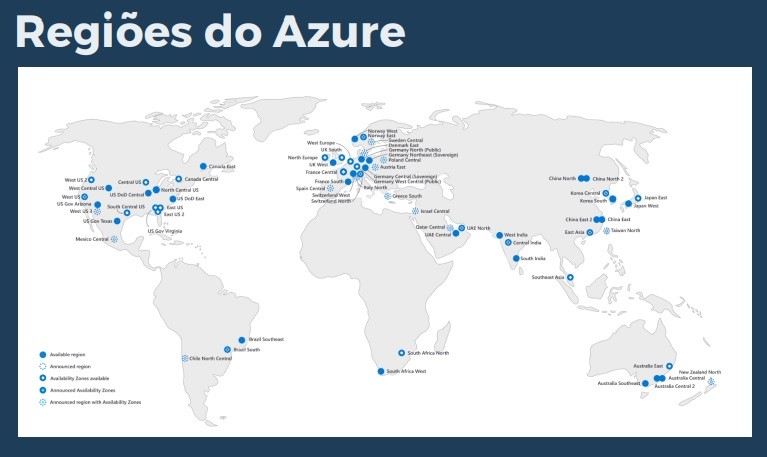 Regiões do Azure
Norway West
Norway East
Sweden Central
Denmark East
Germany North (Public)
Germany Northeast (Sovereign)
Poland Central
Austria East
Germany Central (Sovereign)
Germany West Central (Public)
Italy North
Greece South
West Europe
UK South
North Europe
UK West
France Central
France South
Spain Central
Switzerland West
Switzerland North
Israel Central
Qatar Central
UAE North
UAE Central
Canada East
Canada Central
West US 2
Central US
West Central US
North Central US
US DoD Central
US DoD East
West US
US Gov Arizona
South Central US
East US
West US 3
East US 2
US Gov Texas
US Gov Virginia
Mexico Central
China North
China North 2
Korea Central
Korea South
Japan East
Japan West
China East 2
China East
East Asia
Taiwan North
West India
Central India
South India
Southeast Asia
Brazil Southeast
Brazil South
Chile North Central
South Africa North
South Africa West
Australia East
New Zealand North
Australia Central
Australia Southeast
Australia Central 2
Available region
Announced region
Availability Zones available
Announced Availability Zones
Announced region with Availability Zones